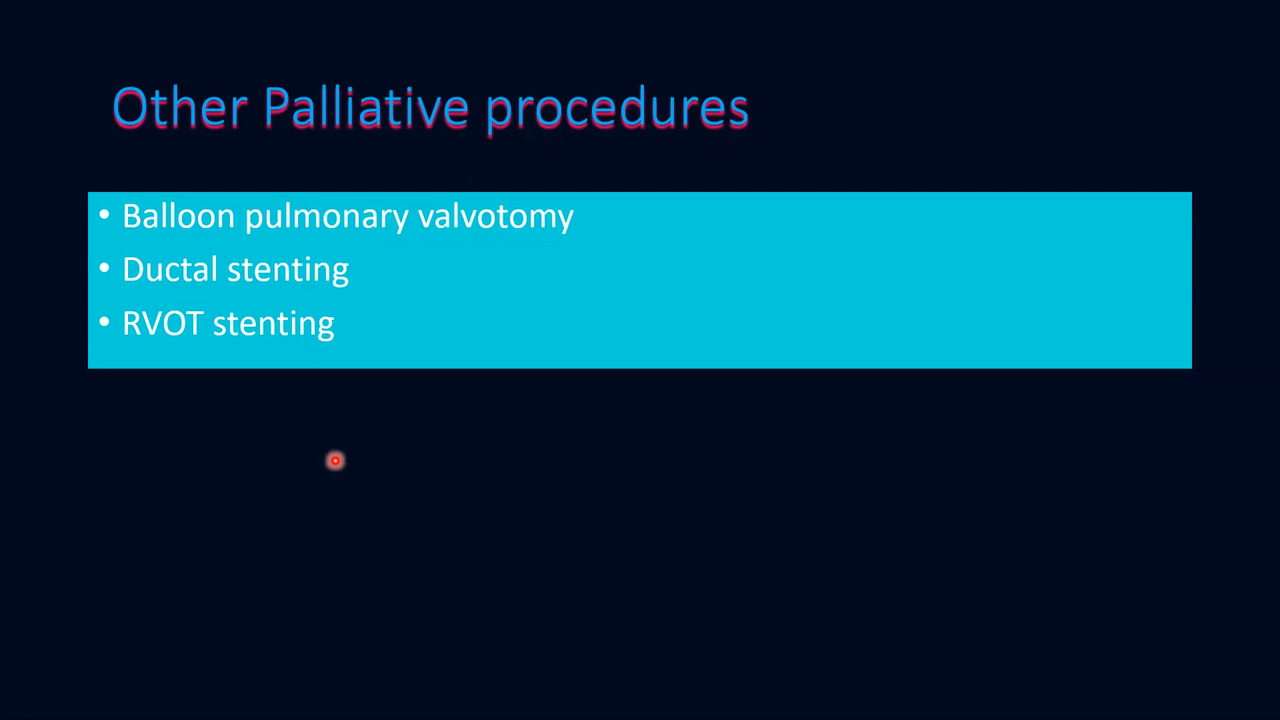 Other Palliative procedures
• Balloon pulmonary valvotomy
• Ductal stenting
• RVOT stenting